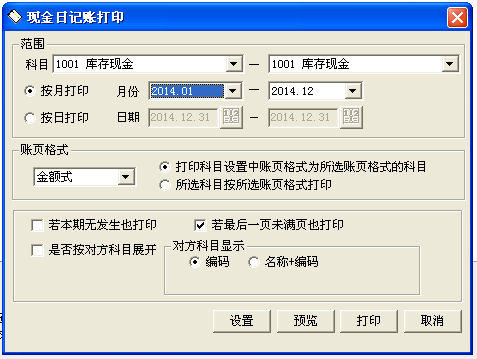 现金日记账打印
范围
科目 1001 库存现金 — 1001 库存现金
按月打印 月份 2014.01 — 2014.12
按日打印 日期 2014.12.31 — 2014.12.31
账页格式
金额式
打印科目设置中账页格式为所选账页格式的科目
所选科目按所选账页格式打印
若本期无发生也打印 若最后一页未满页也打印
是否按对方科目展开 对方科目显示
编码 名称+编码
设置 预览 打印 取消